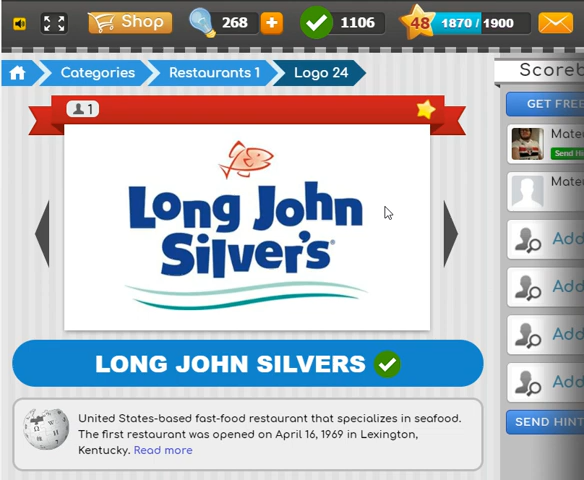 Shop
268
+
1106
48
1870 / 1900
Categories
Restaurants 1
Logo 24
Scoreb
1
GET FREE
Long John
Silver's®
Send Hi
Mate
Add
Add
Add
Add
LONG JOHN SILVERS
SEND HINT
United States-based fast-food restaurant that specializes in seafood.
The first restaurant was opened on April 16, 1969 in Lexington,
Kentucky. Read more